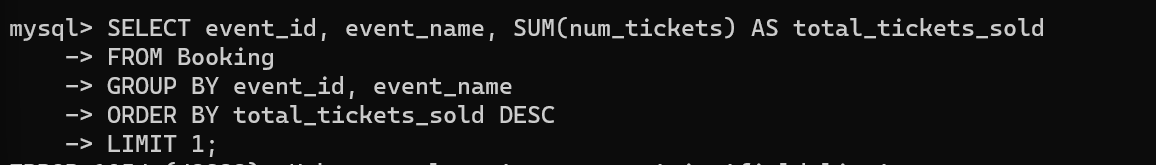 mysql> SELECT event_id, event_name, SUM(num_tickets) AS total_tickets_sold
-> FROM Booking
-> GROUP BY event_id, event_name
-> ORDER BY total_tickets_sold DESC
-> LIMIT 1;